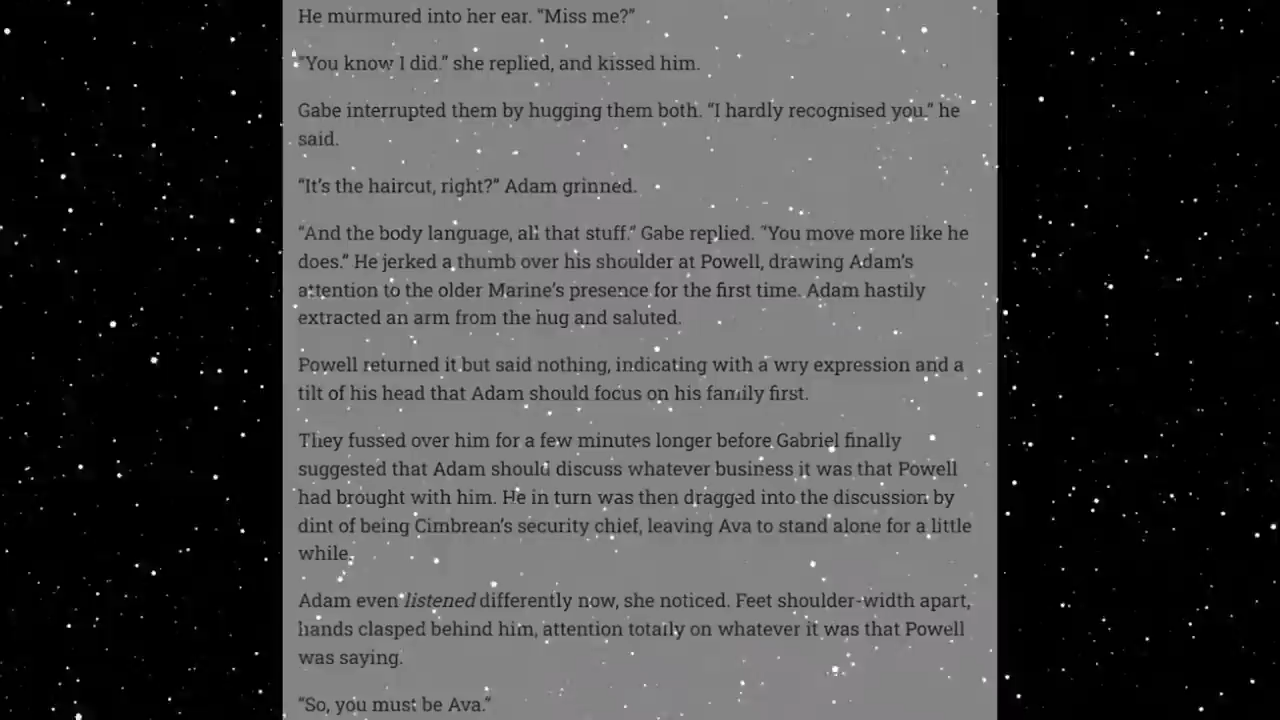 He murmured into her ear. “Miss me?”
“You know I did.” she replied, and kissed him.
Gabe interrupted them by hugging them both. “I hardly recognised you.” he
said.
“It’s the haircut, right?” Adam grinned.
“And the body language, all that stuff.” Gabe replied. “You move more like he
does.” He jerked a thumb over his shoulder at Powell, drawing Adam’s
attention to the older Marine’s presence for the first time. Adam hastily
extracted an arm from the hug and saluted.
Powell returned it but said nothing, indicating with a wry expression and a
tilt of his head that Adam should focus on his family first.
They fussed over him for a few minutes longer before Gabriel finally
suggested that Adam should discuss whatever business it was that Powell
had brought with him. He in turn was then dragged into the discussion by
dint of being Cimbrean’s security chief, leaving Ava to stand alone for a little
while.
Adam even listened differently now, she noticed. Feet shoulder-width apart,
hands clasped behind him, attention totally on whatever it was that Powell
was saying.
“So, you must be Ava.”